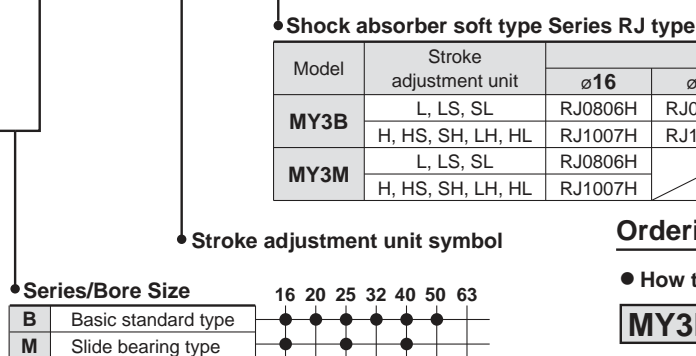 Shock absorber soft type Series RJ type
Model Stroke adjustment unit ø16
MY3B L, LS, SL RJ0806H
H, HS, SH, LH, HL RJ1007H
MY3M L, LS, SL RJ0806H
H, HS, SH, LH, HL RJ1007H
Stroke adjustment unit symbol
Series/Bore Size
16 20 25 32 40 50 63
B Basic standard type
M Slide bearing type